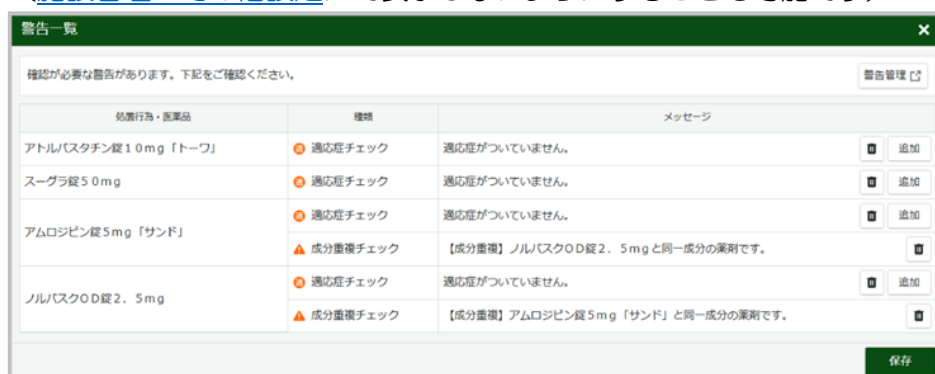 警告一覧
確認が必要な警告があります。下記をご確認ください。
警告管理
処置行為・医薬品 種類 メッセージ
アトルバスタチン錠10mg「トーワ」 適応症チェック 適応症がついていません。 追加
スーグラ錠50mg 適応症チェック 適応症がついていません。 追加
アムロジピン錠5mg「サンド」 適応症チェック 適応症がついていません。 追加
成分重複チェック 【成分重複】ノルバスクOD錠2.5mgと同一成分の薬剤です。
ノルバスクOD錠2.5mg 適応症チェック 適応症がついていません。 追加
成分重複チェック 【成分重複】アムロジピン錠5mg「サンド」と同一成分の薬剤です。
保存